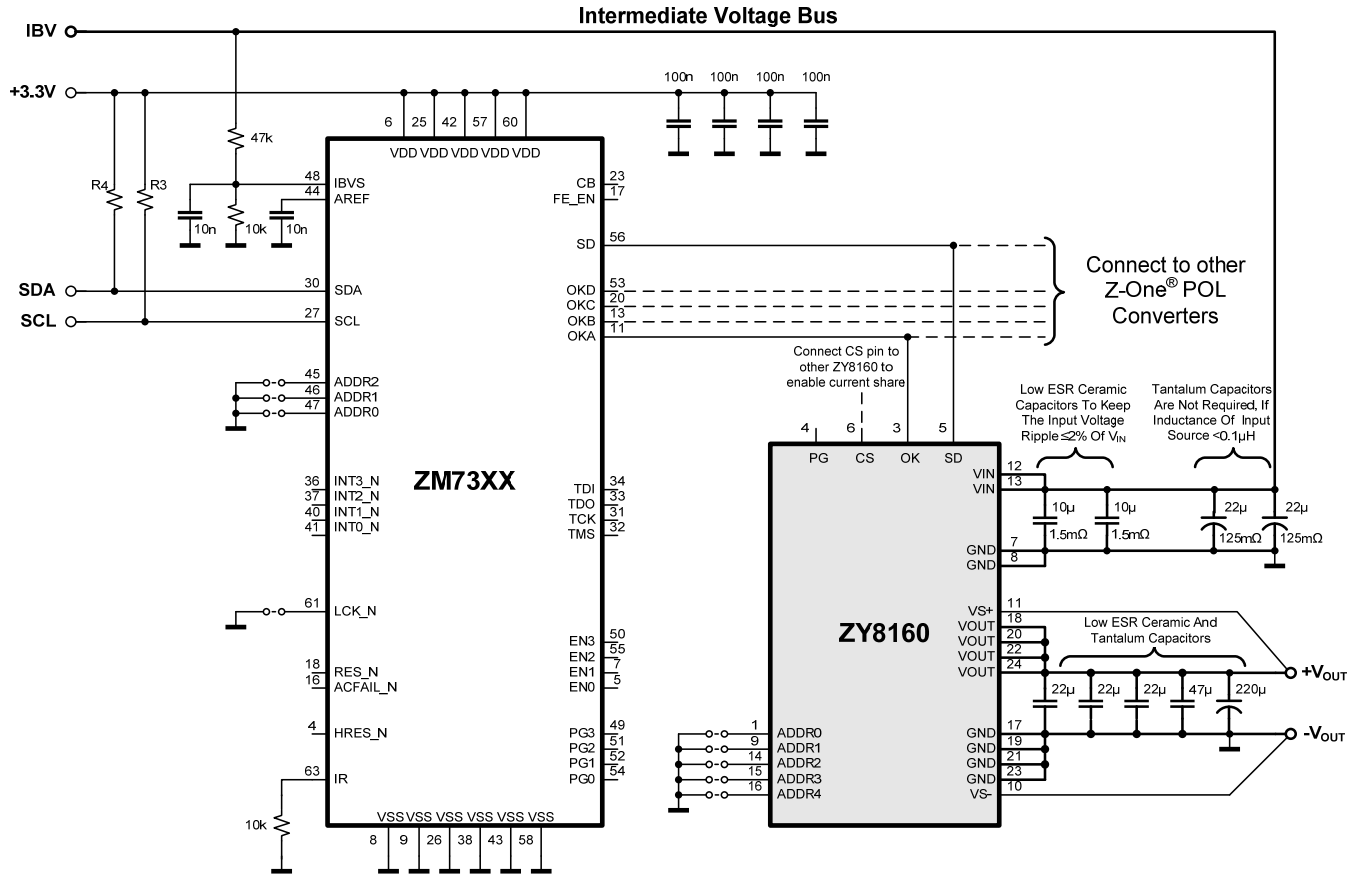 Intermediate Voltage Bus
IBV
+3.3V
100n 100n 100n 100n
6 25 42 57 60
VDD VDD VDD VDD VDD
47k
R4
R3
48 IBVS
44 AREF
10n
10k
10n
CB 23
FE_EN 17
SD 56
SDA
30 SDA
SCL
27 SCL
OKD 53
OKC 20
OKB 13
OKA 11
Connect to other
Z-One® POL
Converters
45 ADDR2
46 ADDR1
47 ADDR0
Connect CS pin to
other ZY8160 to
enable current share
Low ESR Ceramic
Capacitors To Keep
The Input Voltage
Ripple ≤2% Of VIN
Tantalum Capacitors
Are Not Required, If
Inductance Of Input
Source <0.1µH
4 6 3 5
PG CS OK SD
ZM73XX
36 INT3_N
37 INT2_N
40 INT1_N
41 INT0_N
TDI 34
TDO 33
TCK 31
TMS 32
VIN 12
VIN 13
10µ
1.5mΩ
10µ
1.5mΩ
22µ
125mΩ
22µ
125mΩ
GND 7
GND 8
61 LCK_N
EN3 50
EN2 55
EN1 7
EN0 5
18 RES_N
16 ACFAIL_N
ZY8160
VS+ 11
VOUT 18
VOUT 20
VOUT 22
VOUT 24
Low ESR Ceramic And
Tantalum Capacitors
+VOUT
22µ 22µ 22µ 47µ 220µ
4 HRES_N
PG3 49
PG2 51
PG1 52
PG0 54
1 ADDR0
9 ADDR1
14 ADDR2
15 ADDR3
16 ADDR4
GND 17
GND 19
GND 21
GND 23
VS- 10
-VOUT
63 IR
10k
VSS VSS VSS VSS VSS VSS
8 9 26 38 43 58